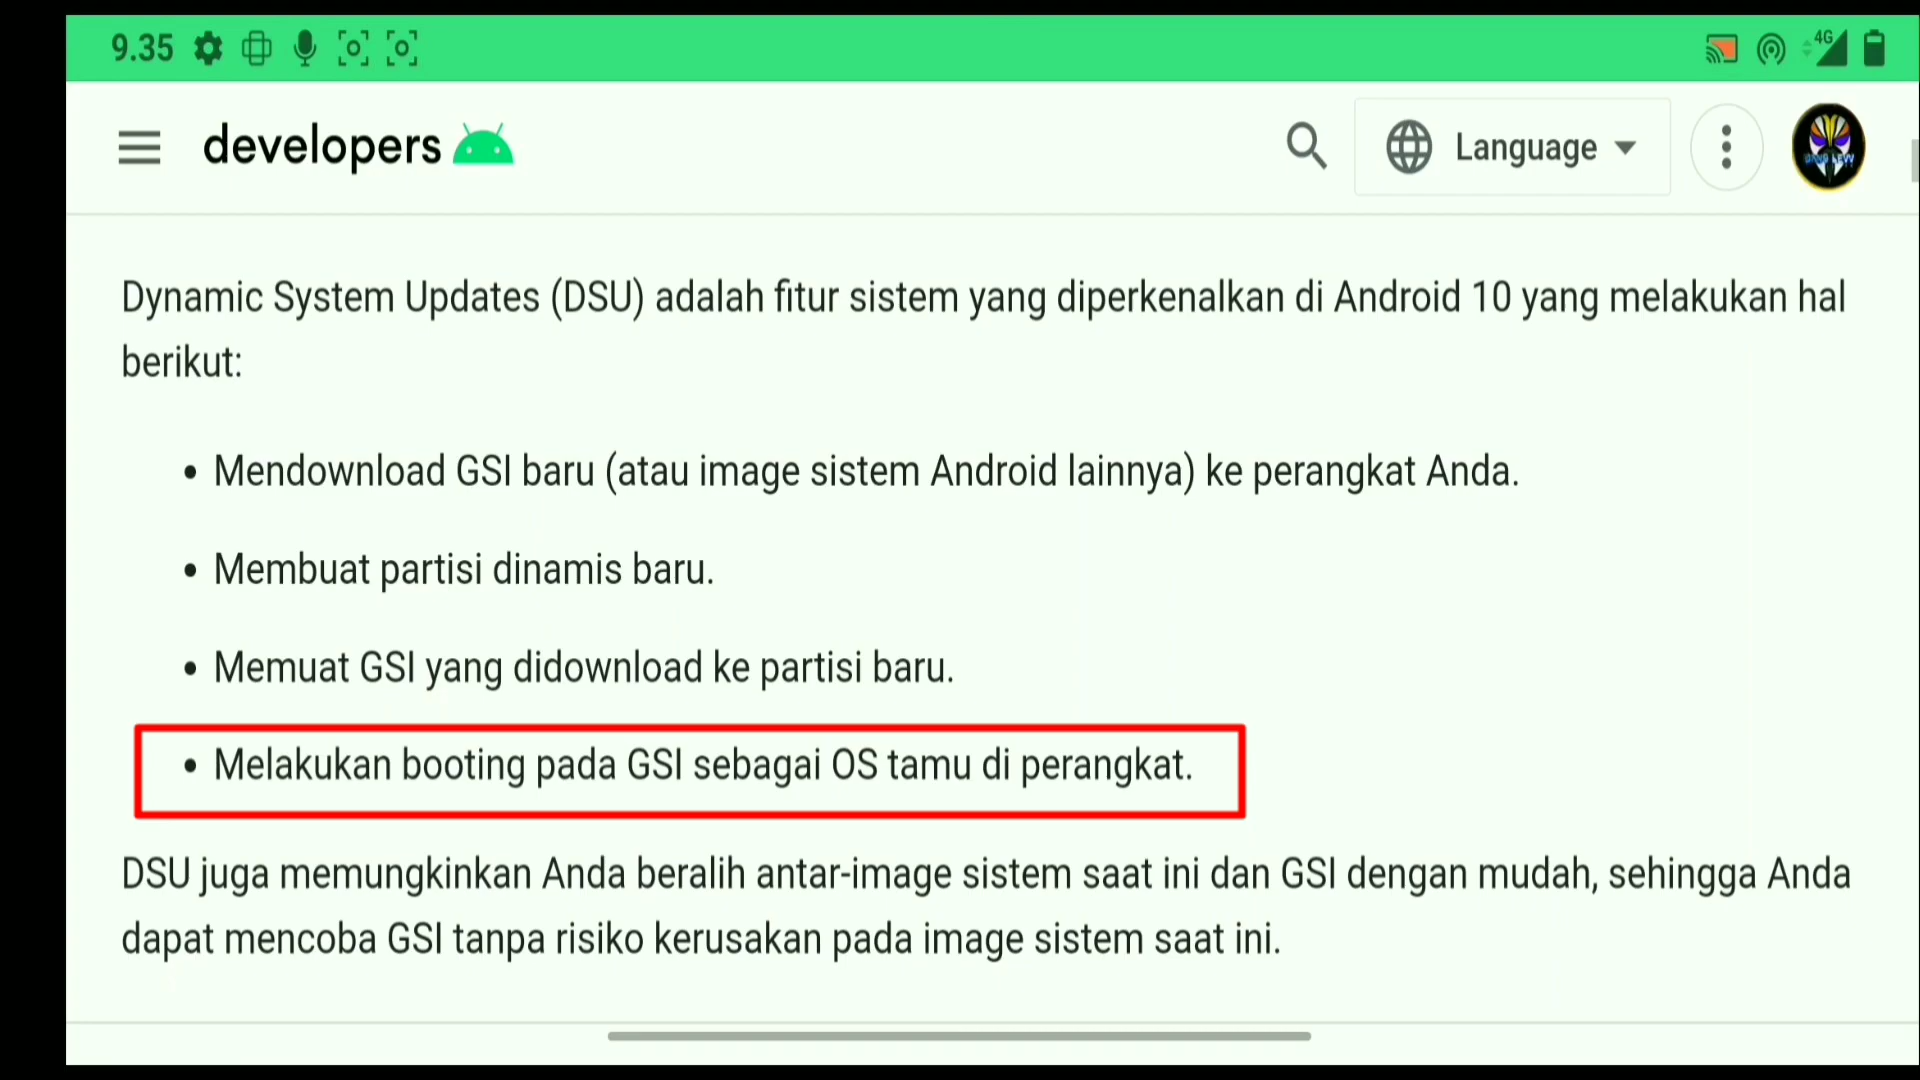 9.35
4G
developers
Language
Dynamic System Updates (DSU) adalah fitur sistem yang diperkenalkan di Android 10 yang melakukan hal
berikut:
• Mendownload GSI baru (atau image sistem Android lainnya) ke perangkat Anda.
• Membuat partisi dinamis baru.
• Memuat GSI yang didownload ke partisi baru.
• Melakukan booting pada GSI sebagai OS tamu di perangkat.
DSU juga memungkinkan Anda beralih antar-image sistem saat ini dan GSI dengan mudah, sehingga Anda
dapat mencoba GSI tanpa risiko kerusakan pada image sistem saat ini.